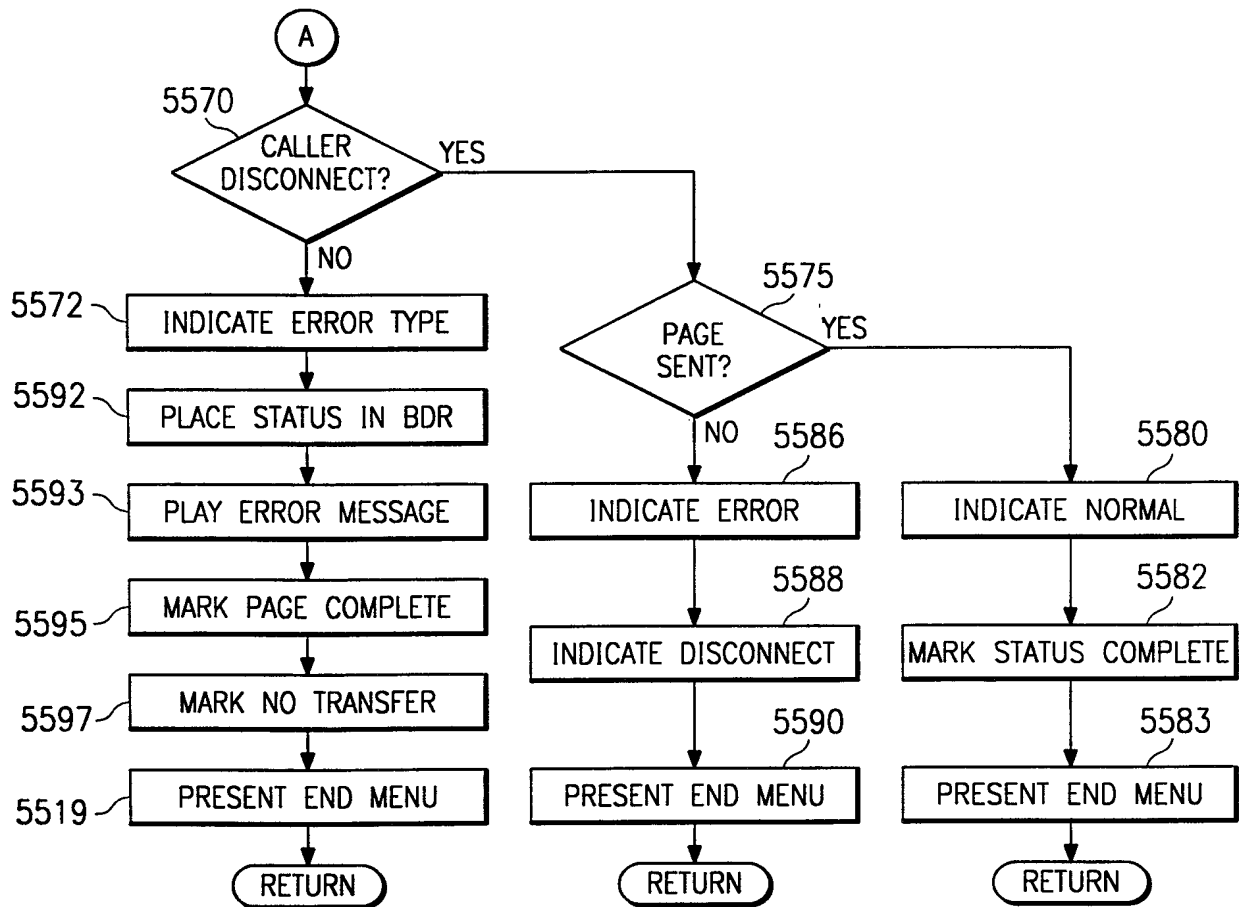 A
5570
CALLER
DISCONNECT?
YES
NO
5572
INDICATE ERROR TYPE
5592
PLACE STATUS IN BDR
5593
PLAY ERROR MESSAGE
5595
MARK PAGE COMPLETE
5597
MARK NO TRANSFER
5519
PRESENT END MENU
RETURN
5575
PAGE
SENT?
YES
NO
5586
INDICATE ERROR
5588
INDICATE DISCONNECT
5590
PRESENT END MENU
RETURN
5580
INDICATE NORMAL
5582
MARK STATUS COMPLETE
5583
PRESENT END MENU
RETURN